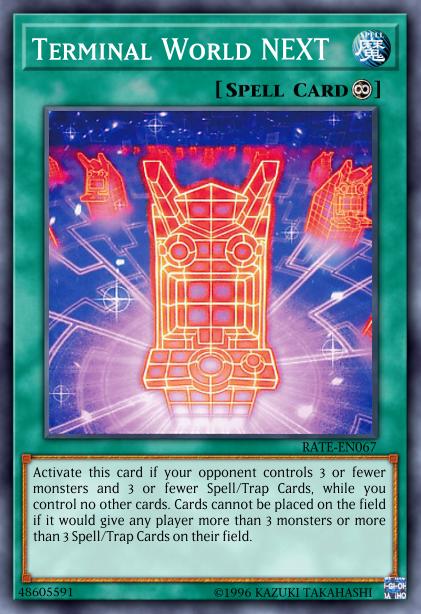 TERMINAL WORLD NEXT
SPELL
魔
[SPELL CARD∞]
RATE-EN067
Activate this card if your opponent controls 3 or fewer
monsters and 3 or fewer Spell/Trap Cards, while you
control no other cards. Cards cannot be placed on the field
if it would give any player more than 3 monsters or more
than 3 Spell/Trap Cards on their field.
48605591
©1996 KAZUKI TAKAHASHI